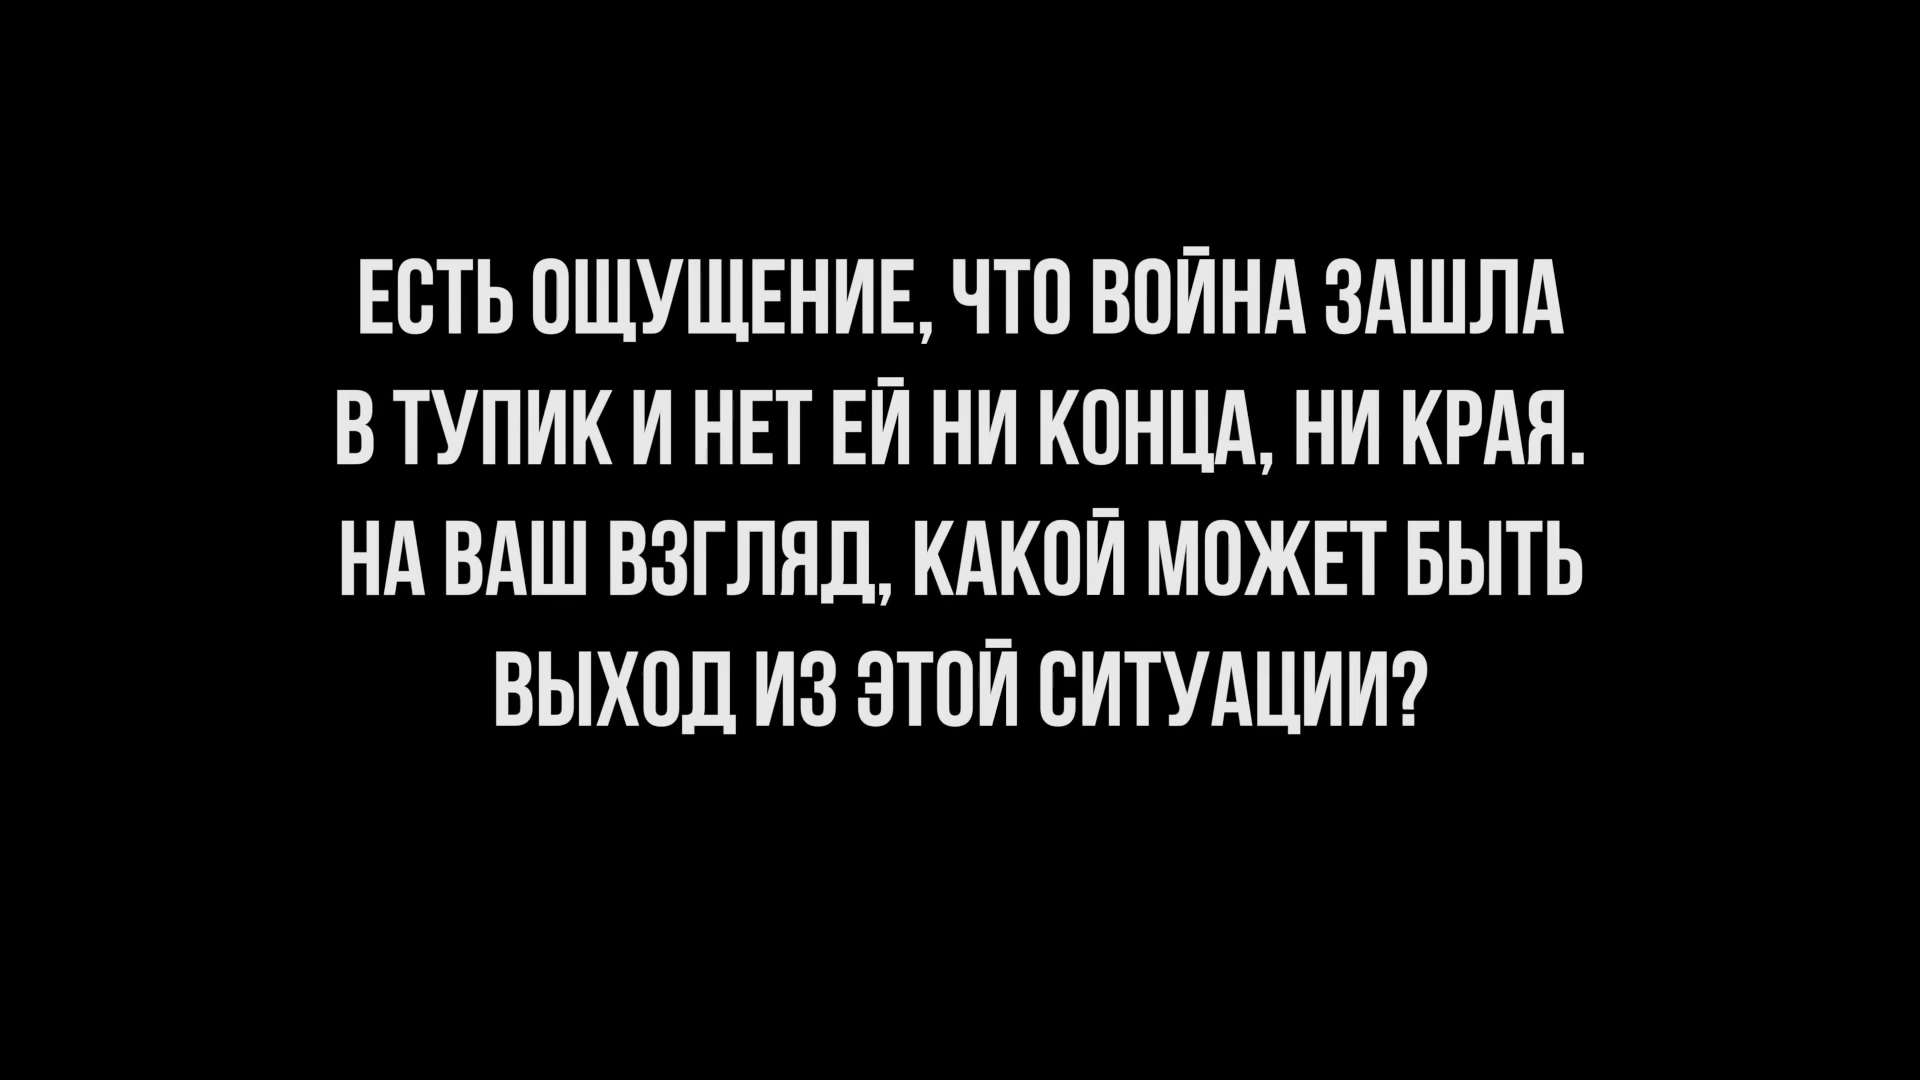 ЕСТЬ ОЩУЩЕНИЕ, ЧТО ВОЙНА ЗАШЛА
В ТУПИК И НЕТ ЕЙ НИ КОНЦА, НИ КРАЯ.
НА ВАШ ВЗГЛЯД, КАКОЙ МОЖЕТ БЫТЬ
ВЫХОД ИЗ ЭТОЙ СИТУАЦИИ?